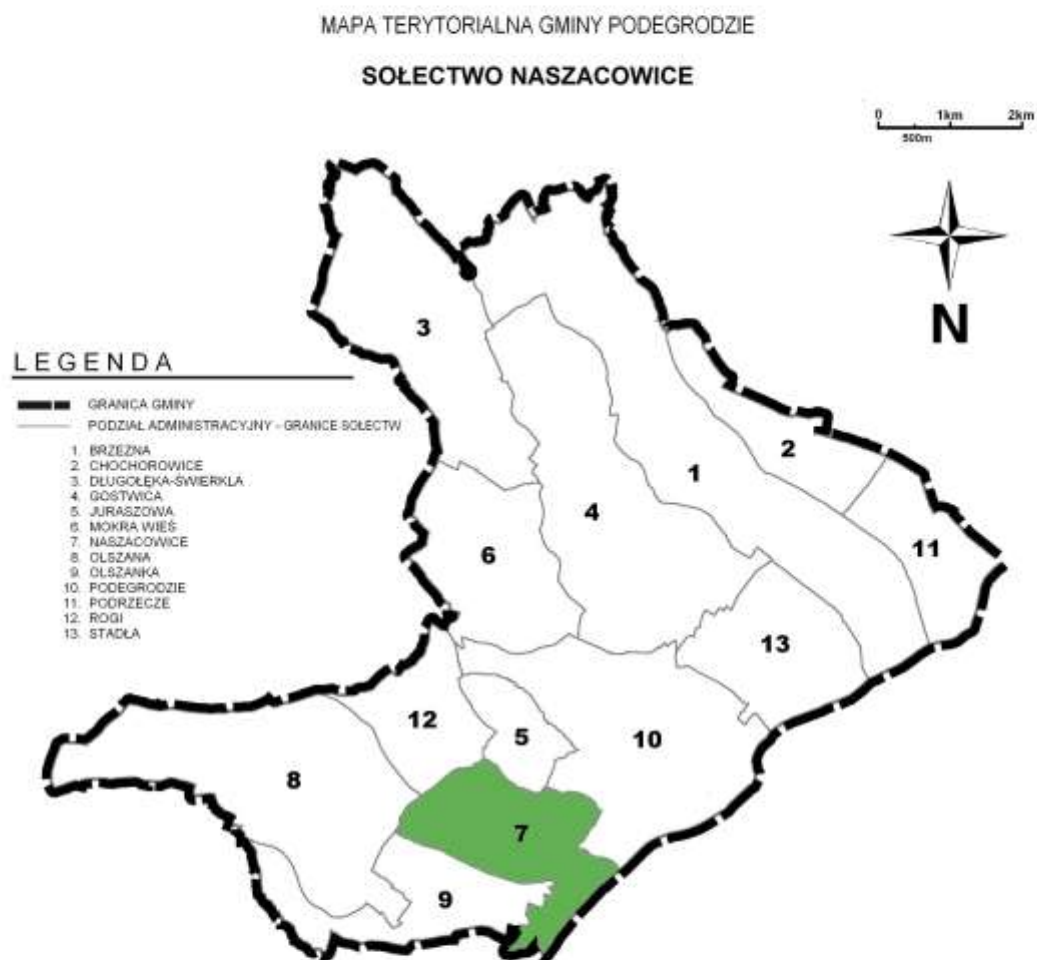 MAPA TERYTORIALNA GMINY PODEGRODZIE
SOŁECTWO NASZACOWICE
0 1km 2km
500m
N
LEGENDA
GRANICA GMINY
PODZIAŁ ADMINISTRACYJNY - GRANICE SOŁECTW
1. BRZEZNA
2. CHOCHOROWICE
3. DŁUGOŁĘKA-ŚWIERKLA
4. GOSTWICA
5. JURASZOWA
6. MOKRA WIEŚ
7. NASZACOWICE
8. OLSZANA
9. OLSZANKA
10. PODEGRODZIE
11. PODRZECZE
12. ROGI
13. STADŁA
3
2
1
4
11
6
13
12
5
10
8
7
9